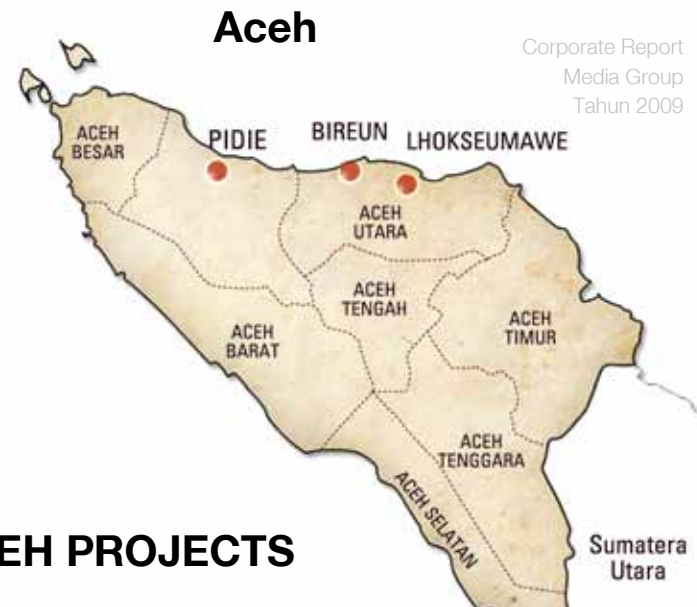 Aceh
Corporate Report
Media Group
Tahun 2009
ACEH
BESAR
PIDIE
BIREUN
LHOKSEUMAWE
ACEH
UTARA
ACEH
TENGAH
ACEH
BARAT
ACEH
TIMUR
ACEH
TENGGARA
ACEH SELATAN
EH PROJECTS
Sumatera
Utara